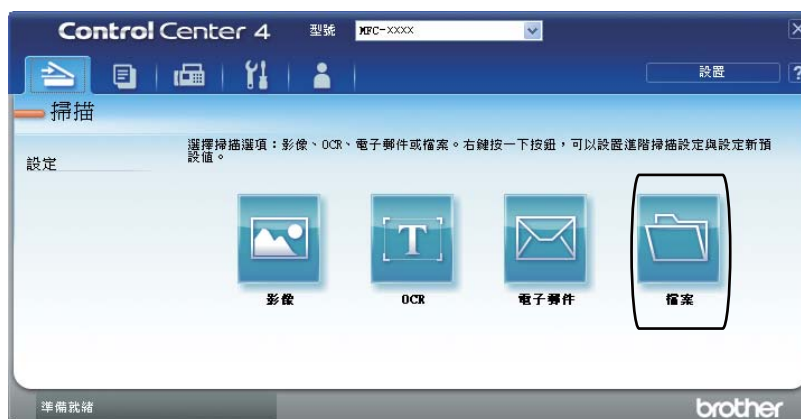 Control Center 4 型號 MFC-XXXX
設置 ?
掃描
選擇掃描選項：影像、OCR、電子郵件或檔案。右鍵按一下按鈕，可以設置進階掃描設定與設定新預
設值。
設定
T
影像 OCR 電子郵件 檔案
準備就緒 brother